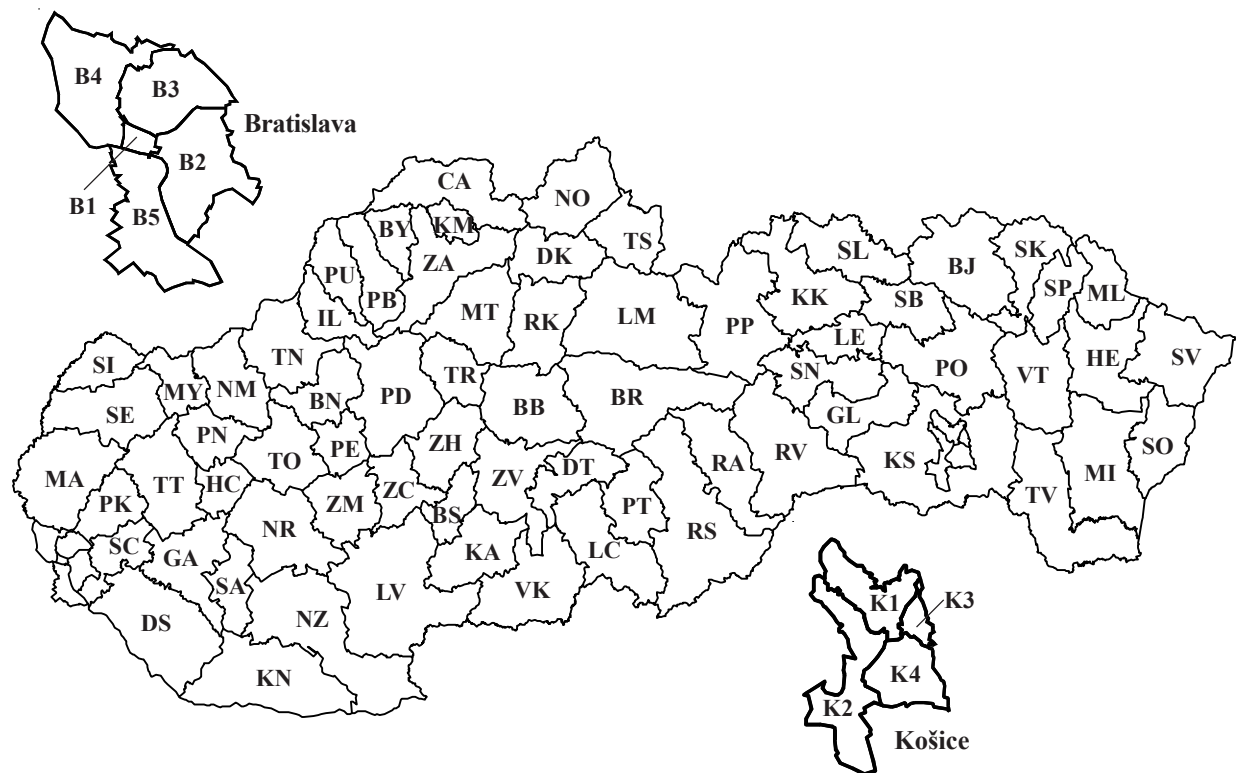 B4
B3
Bratislava
B2
B1
B5
CA
NO
KM
BY
TS
ZA
DK
PU
PB
IL
MT
RK
LM
PP
KK
SL
BJ
SK
SP
ML
SB
LE
SI
TN
MY
NM
TR
PD
BB
BR
SN
PO
VT
HE
SV
SE
BN
GL
PN
TO
PE
ZH
DT
RA
RV
KS
SO
MA
TT
HC
ZC
ZV
MI
PK
ZM
BS
PT
TV
NR
RS
SC
GA
KA
LC
SA
LV
VK
DS
NZ
KN
K1
K3
K4
K2
Košice